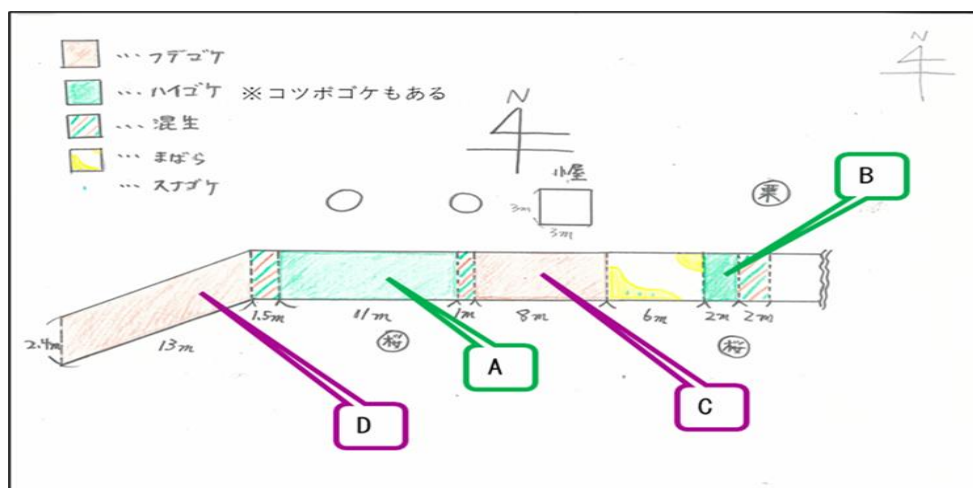 … フデゴケ
… ハイゴケ ※コツボゴケもある
… 混生
… まばら
… スナゴケ
N
N
小屋
3m
3m
栗
B
2.4m
13m
1.5m
11m
1m
8m
6m
2m
2m
桜
桜
A
C
D